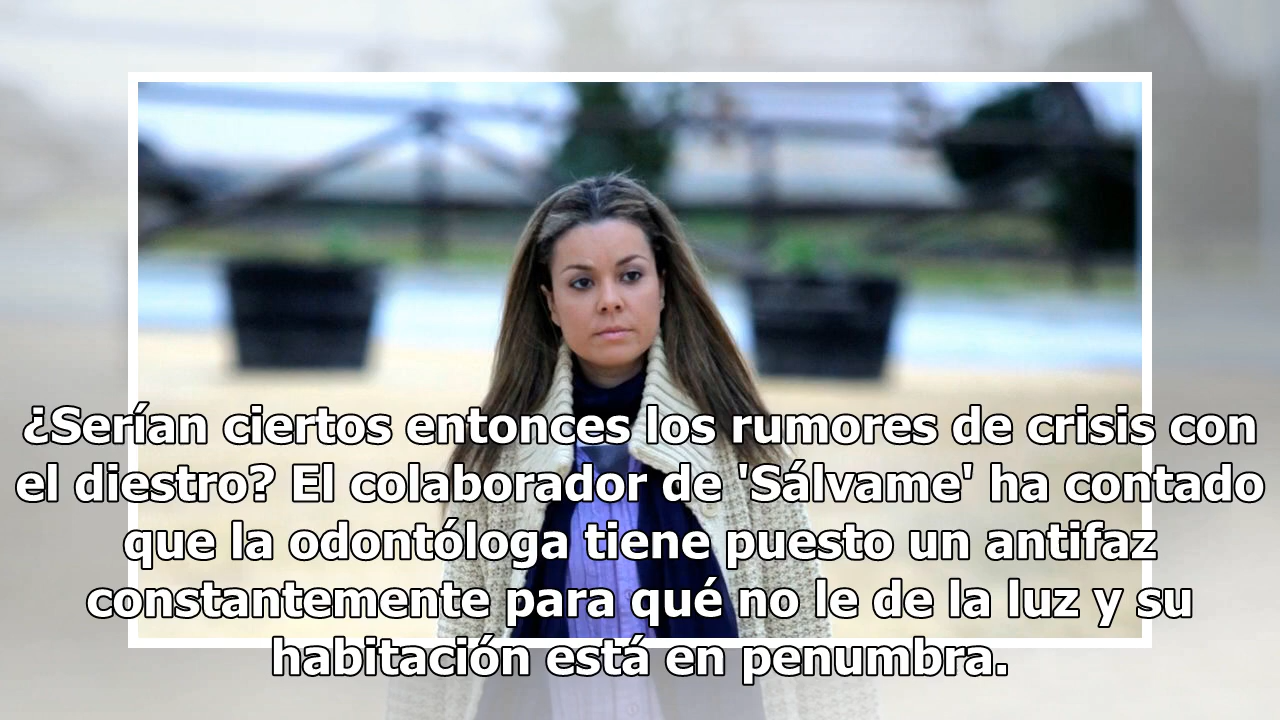 ¿Serían ciertos entonces los rumores de crisis con
el diestro? El colaborador de 'Sálvame' ha contado
que la odontóloga tiene puesto un antifaz
constantemente para qué no le de la luz y su
habitación está en penumbra.